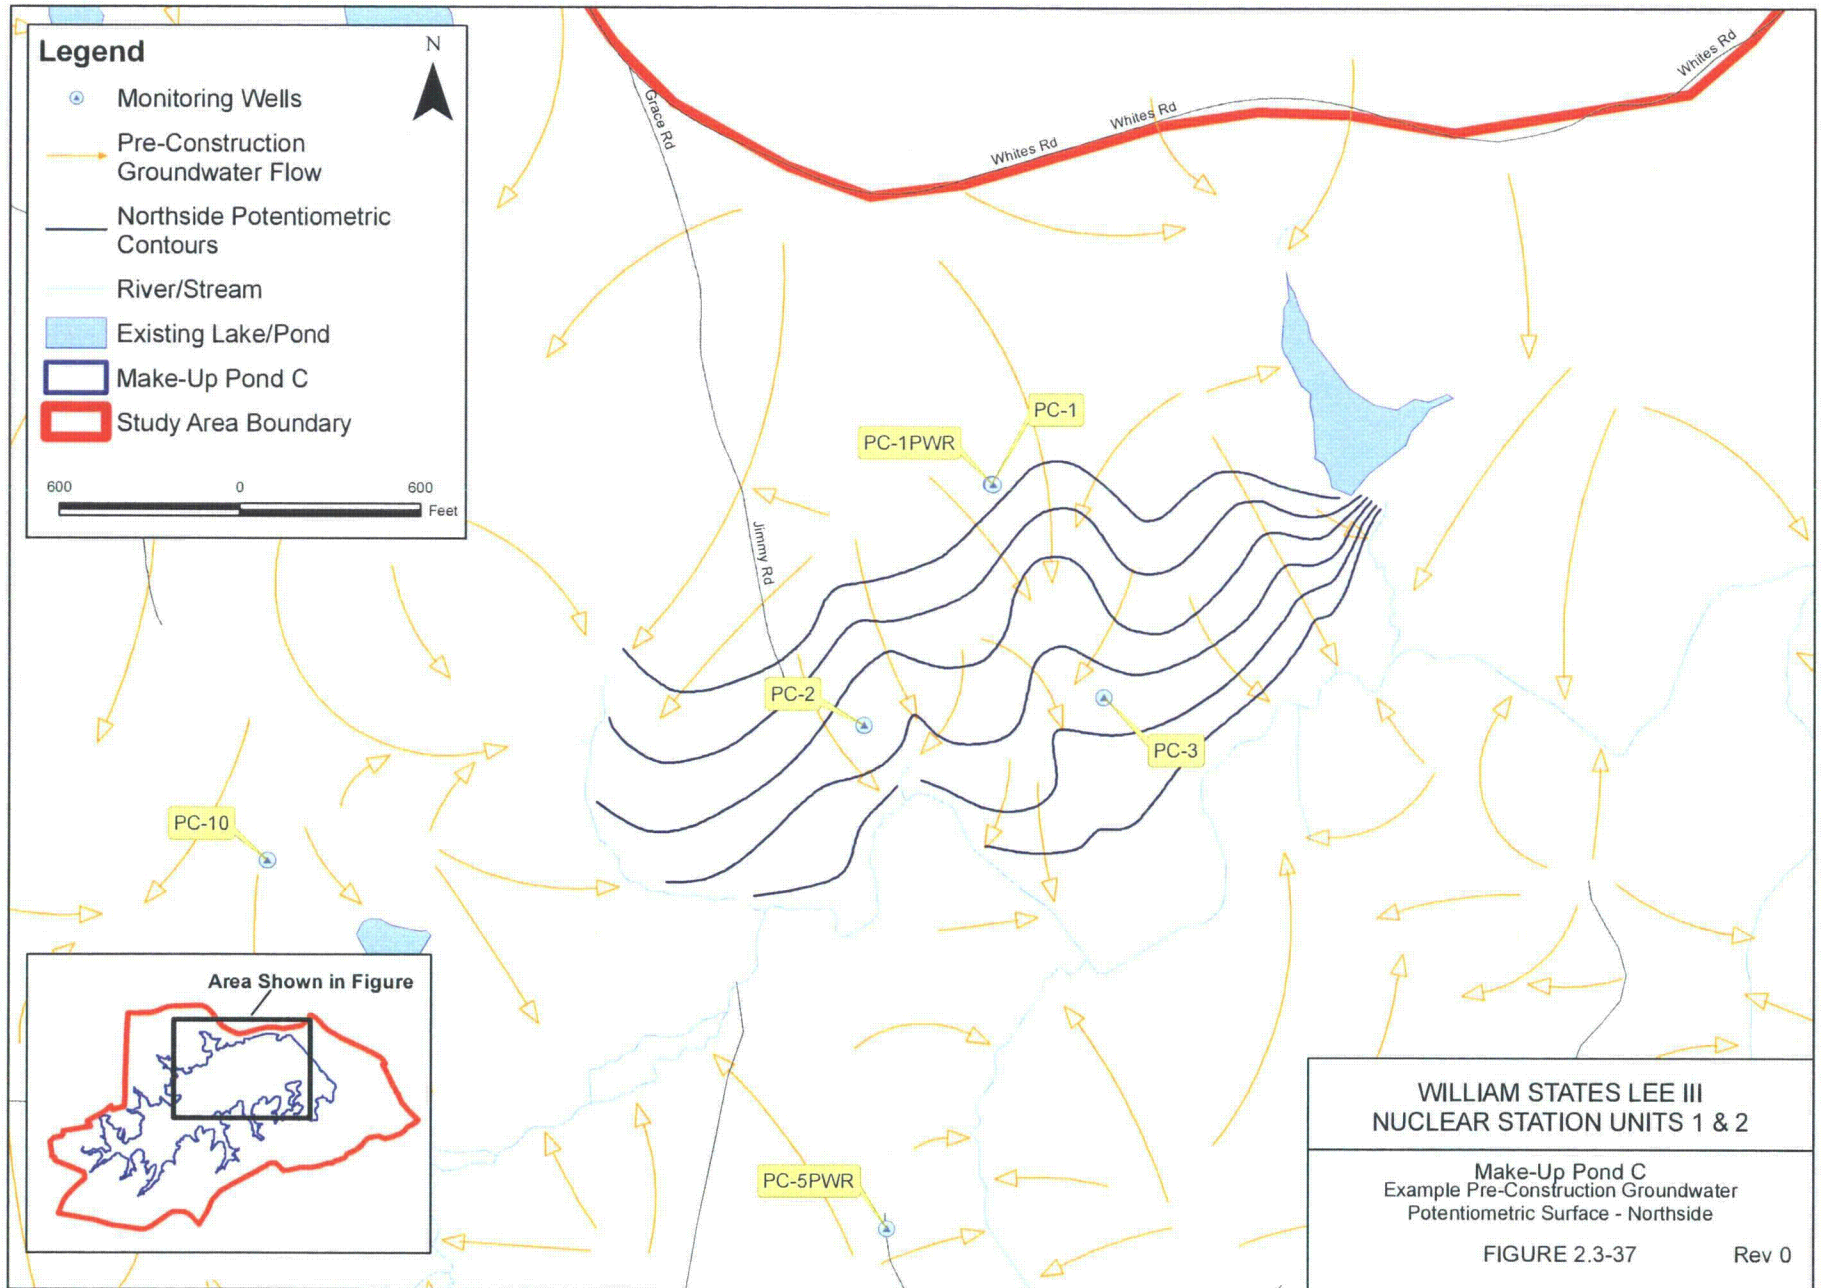 Legend
N
Monitoring Wells
Pre-Construction
Groundwater Flow
Northside Potentiometric
Contours
River/Stream
Existing Lake/Pond
Make-Up Pond C
Study Area Boundary
600
0
600
Feet
Grace Rd
Whites Rd
Whites Rd
Whites Rd
Jimmy Rd
PC-1
PC-1PWR
PC-2
PC-3
PC-10
PC-5PWR
Area Shown in Figure
WILLIAM STATES LEE III
NUCLEAR STATION UNITS 1 & 2
Make-Up Pond C
Example Pre-Construction Groundwater
Potentiometric Surface - Northside
FIGURE 2.3-37
Rev 0